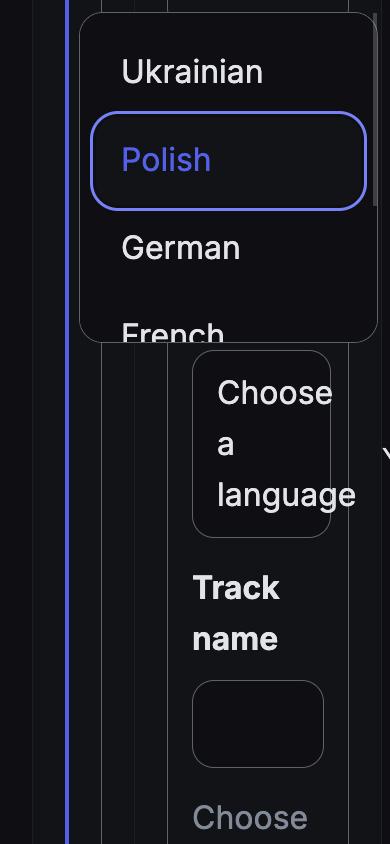 Ukrainian
Polish
German
French
Choose
a
language
Track
name
Choose